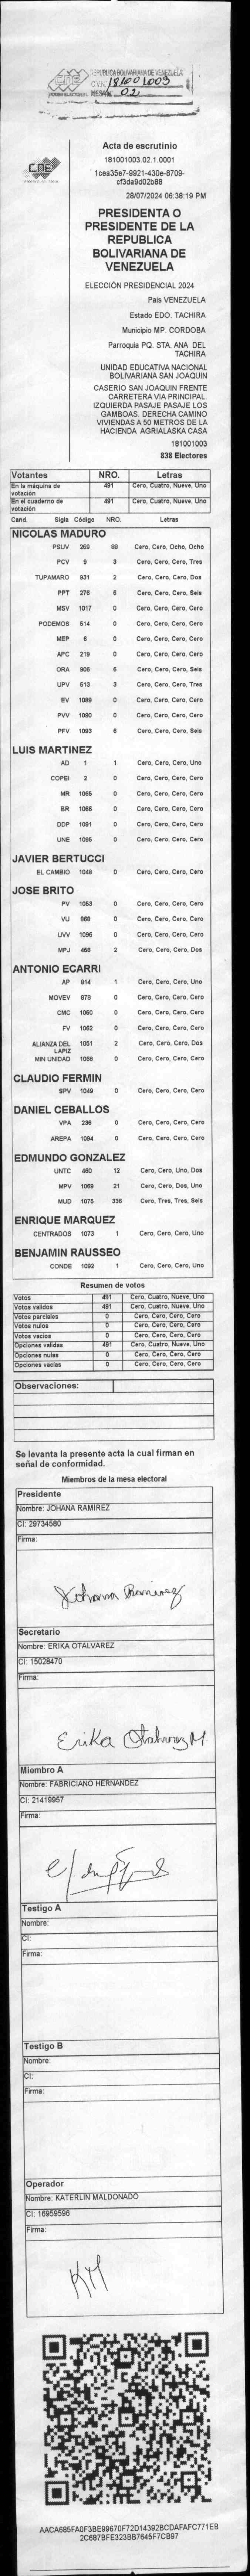 CNE
REPUBLICA BOLIVARIANA DE VENEZUELA
181001003
MESA Nº 02
Acta de escrutinio
181001003.02.1.0001
1cea35e7-9921-430e-8709-
cf3da9d02b88
28/07/2024 06:38:19 PM
PRESIDENTA O
PRESIDENTE DE LA
REPUBLICA
BOLIVARIANA DE
VENEZUELA
ELECCIÓN PRESIDENCIAL 2024
Pais VENEZUELA
Estado EDO. TACHIRA
Municipio MP. CORDOBA
Parroquia PQ. STA. ANA DEL
TACHIRA
UNIDAD EDUCATIVA NACIONAL
BOLIVARIANA SAN JOAQUIN
CASERIO SAN JOAQUIN FRENTE
CARRETERA VIA PRINCIPAL.
IZQUIERDA PASAJE PASAJE LOS
GAMBOAS. DERECHA CAMINO
VIVIENDAS A 50 METROS DE LA
HACIENDA AGRIALASKA CASA
181001003
838 Electores
Votantes NRO. Letras
En la máquina de votación 491 Cero, Cuatro, Nueve, Uno
En el cuaderno de votación 491 Cero, Cuatro, Nueve, Uno
Cand. Sigla Código NRO. Letras
NICOLAS MADURO
PSUV 269 88 Cero, Cero, Ocho, Ocho
PCV 9 3 Cero, Cero, Cero, Tres
TUPAMARO 931 2 Cero, Cero, Cero, Dos
PPT 276 6 Cero, Cero, Cero, Seis
MSV 1017 0 Cero, Cero, Cero, Cero
PODEMOS 514 0 Cero, Cero, Cero, Cero
MEP 6 0 Cero, Cero, Cero, Cero
APC 219 0 Cero, Cero, Cero, Cero
ORA 906 6 Cero, Cero, Cero, Seis
UPV 513 3 Cero, Cero, Cero, Tres
EV 1089 0 Cero, Cero, Cero, Cero
PVV 1090 0 Cero, Cero, Cero, Cero
PFV 1093 6 Cero, Cero, Cero, Seis
LUIS MARTINEZ
AD 1 1 Cero, Cero, Cero, Uno
COPEI 2 0 Cero, Cero, Cero, Cero
MR 1065 0 Cero, Cero, Cero, Cero
BR 1066 0 Cero, Cero, Cero, Cero
DDP 1091 0 Cero, Cero, Cero, Cero
UNE 1095 0 Cero, Cero, Cero, Cero
JAVIER BERTUCCI
EL CAMBIO 1048 0 Cero, Cero, Cero, Cero
JOSE BRITO
PV 1053 0 Cero, Cero, Cero, Cero
VU 868 0 Cero, Cero, Cero, Cero
UVV 1096 0 Cero, Cero, Cero, Cero
MPJ 458 2 Cero, Cero, Cero, Dos
ANTONIO ECARRI
AP 814 1 Cero, Cero, Cero, Uno
MOVEV 878 0 Cero, Cero, Cero, Cero
CMC 1050 0 Cero, Cero, Cero, Cero
FV 1062 0 Cero, Cero, Cero, Cero
ALIANZA DEL LAPIZ 1051 2 Cero, Cero, Cero, Dos
MIN UNIDAD 1068 0 Cero, Cero, Cero, Cero
CLAUDIO FERMIN
SPV 1049 0 Cero, Cero, Cero, Cero
DANIEL CEBALLOS
VPA 236 0 Cero, Cero, Cero, Cero
AREPA 1094 0 Cero, Cero, Cero, Cero
EDMUNDO GONZALEZ
UNTC 460 12 Cero, Cero, Uno, Dos
MPV 1069 21 Cero, Cero, Dos, Uno
MUD 1075 336 Cero, Tres, Tres, Seis
ENRIQUE MARQUEZ
CENTRADOS 1073 1 Cero, Cero, Cero, Uno
BENJAMIN RAUSSEO
CONDE 1092 1 Cero, Cero, Cero, Uno
Resumen de votos
Votos 491 Cero, Cuatro, Nueve, Uno
Votos validos 491 Cero, Cuatro, Nueve, Uno
Votos parciales 0 Cero, Cero, Cero, Cero
Votos nulos 0 Cero, Cero, Cero, Cero
Votos vacios 0 Cero, Cero, Cero, Cero
Opciones validas 491 Cero, Cuatro, Nueve, Uno
Opciones nulas 0 Cero, Cero, Cero, Cero
Opciones vacias 0 Cero, Cero, Cero, Cero
Observaciones:
Se levanta la presente acta la cual firman en
señal de conformidad.
Miembros de la mesa electoral
Presidente
Nombre: JOHANA RAMIREZ
CI: 29734580
Firma:
Johana Ramirez
Secretario
Nombre: ERIKA OTALVAREZ
CI: 15028470
Firma:
Erika Otalvarez M
Miembro A
Nombre: FABRICIANO HERNANDEZ
CI: 21419957
Firma:
Testigo A
Nombre:
CI:
Firma:
Testigo B
Nombre:
CI:
Firma:
Operador
Nombre: KATERLIN MALDONADO
CI: 16959596
Firma:
KM
AACA685FA0F3BE99670F72D14392BCDAFAFC771EB
2C687BFE323BB7645F7CB97